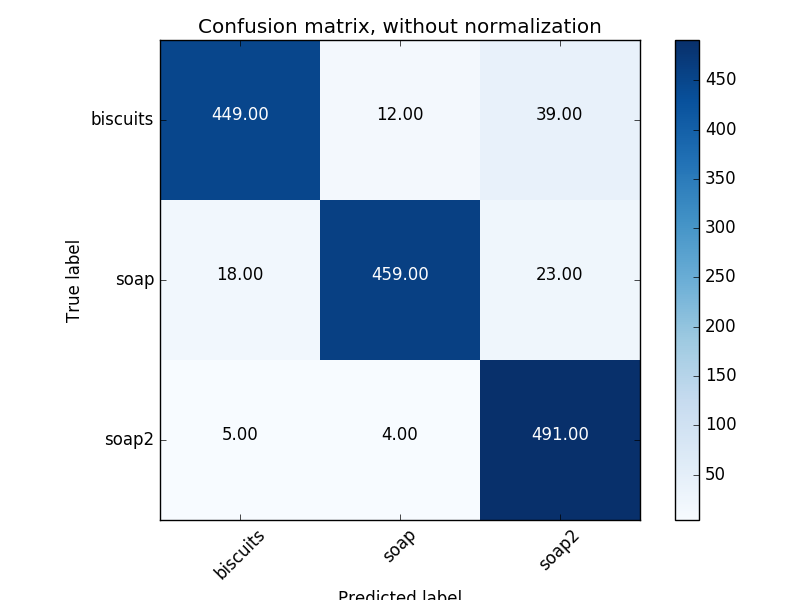 Confusion matrix, without normalization
biscuits 449.00 12.00 39.00
soap 18.00 459.00 23.00
soap2 5.00 4.00 491.00
biscuits soap soap2
True label
Predicted label
450
400
350
300
250
200
150
100
50